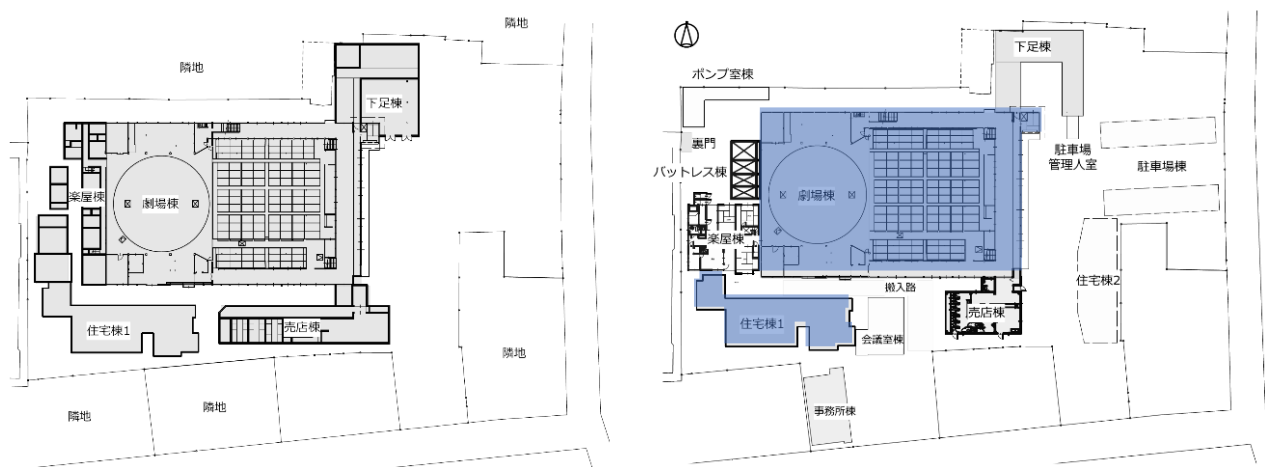 隣地
隣地
下足棟
楽屋棟
劇場棟
住宅棟1
売店棟
隣地
隣地
隣地
下足棟
ポンプ室棟
裏門
バットレス棟
駐車場
管理人室
駐車場棟
劇場棟
楽屋棟
搬入路
住宅棟2
住宅棟1
売店棟
会議室棟
事務所棟